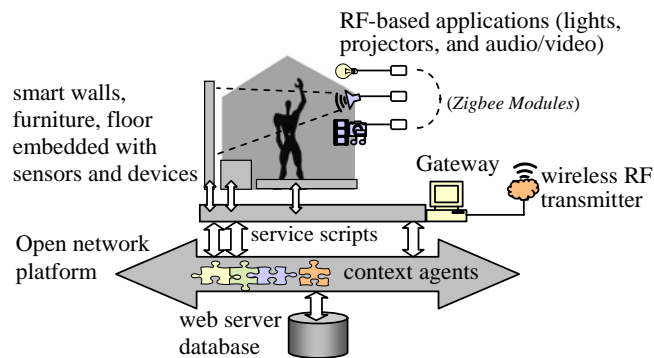 RF-based applications (lights,
projectors, and audio/video)
(Zigbee Modules)
smart walls,
furniture, floor
embedded with
sensors and devices
Gateway
wireless RF
transmitter
service scripts
Open network
platform
context agents
web server
database